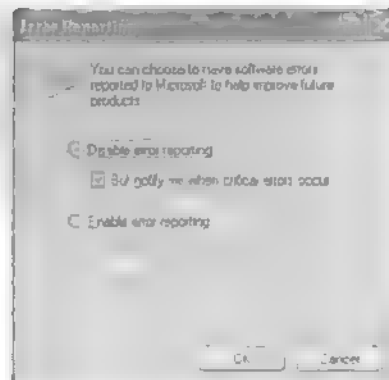 Error Reporting
You can choose to have software errors
reported to Microsoft to help improve future
products.
Disable error reporting
But notify me when critical errors occur
Enable error reporting
OK
Cancel